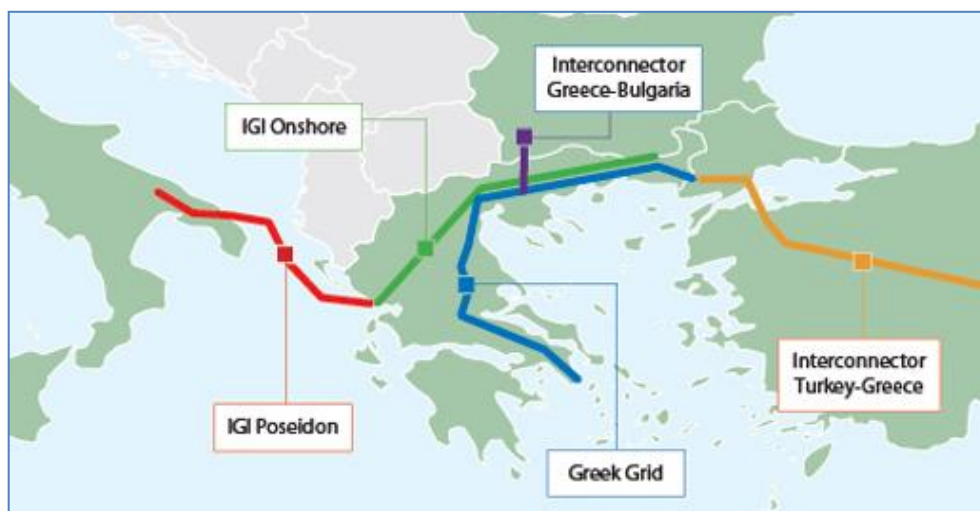 Interconnector
Greece-Bulgaria
IGI Onshore
Interconnector
Turkey-Greece
IGI Poseidon
Greek Grid